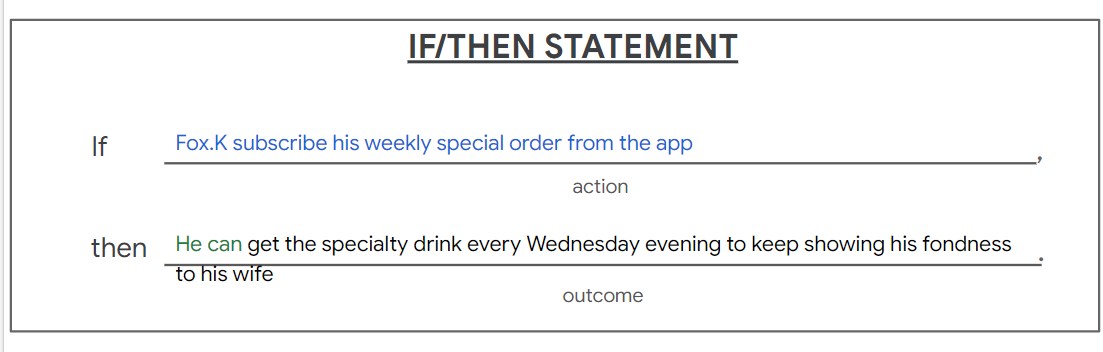 IF/THEN STATEMENT
If Fox.K subscribe his weekly special order from the app,
action
then He can get the specialty drink every Wednesday evening to keep showing his fondness
to his wife.
outcome